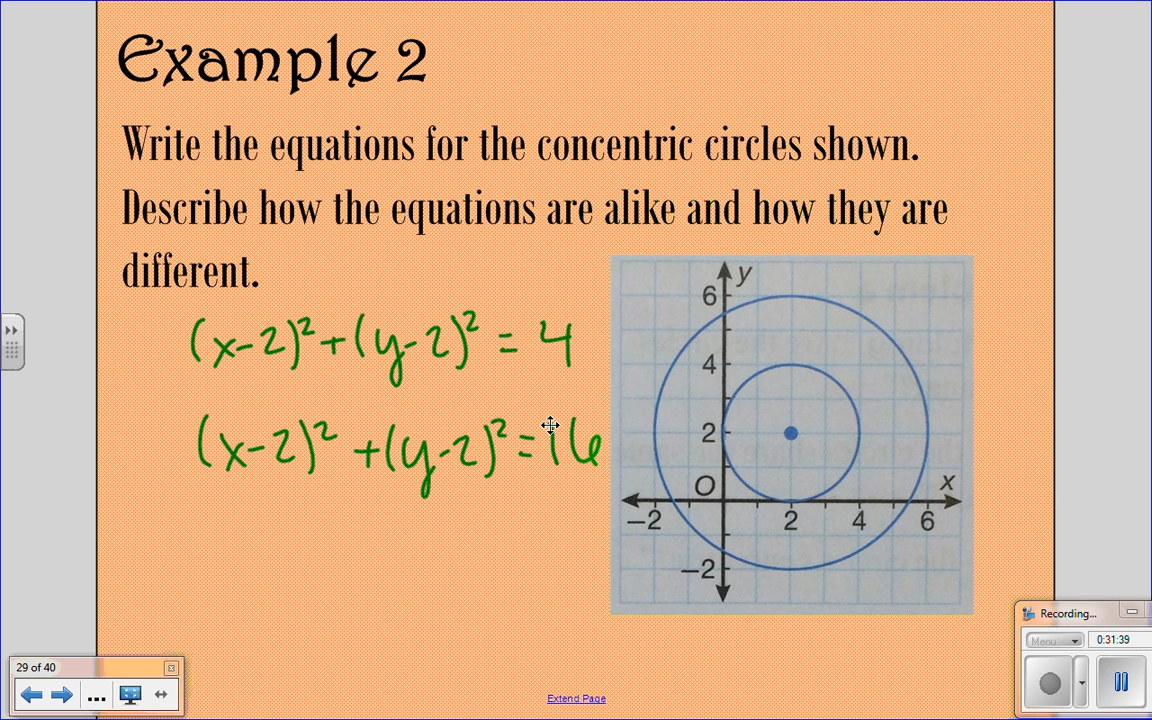 Example 2
Write the equations for the concentric circles shown.
Describe how the equations are alike and how they are
different.
(x-2)² + (y-2)² = 4
(x-2)² + (y-2)² = 16
y
6
4
2
O
x
−2
2
4
6
−2
Recording...
Menu
0:31:39
29 of 40
...
Extend Page